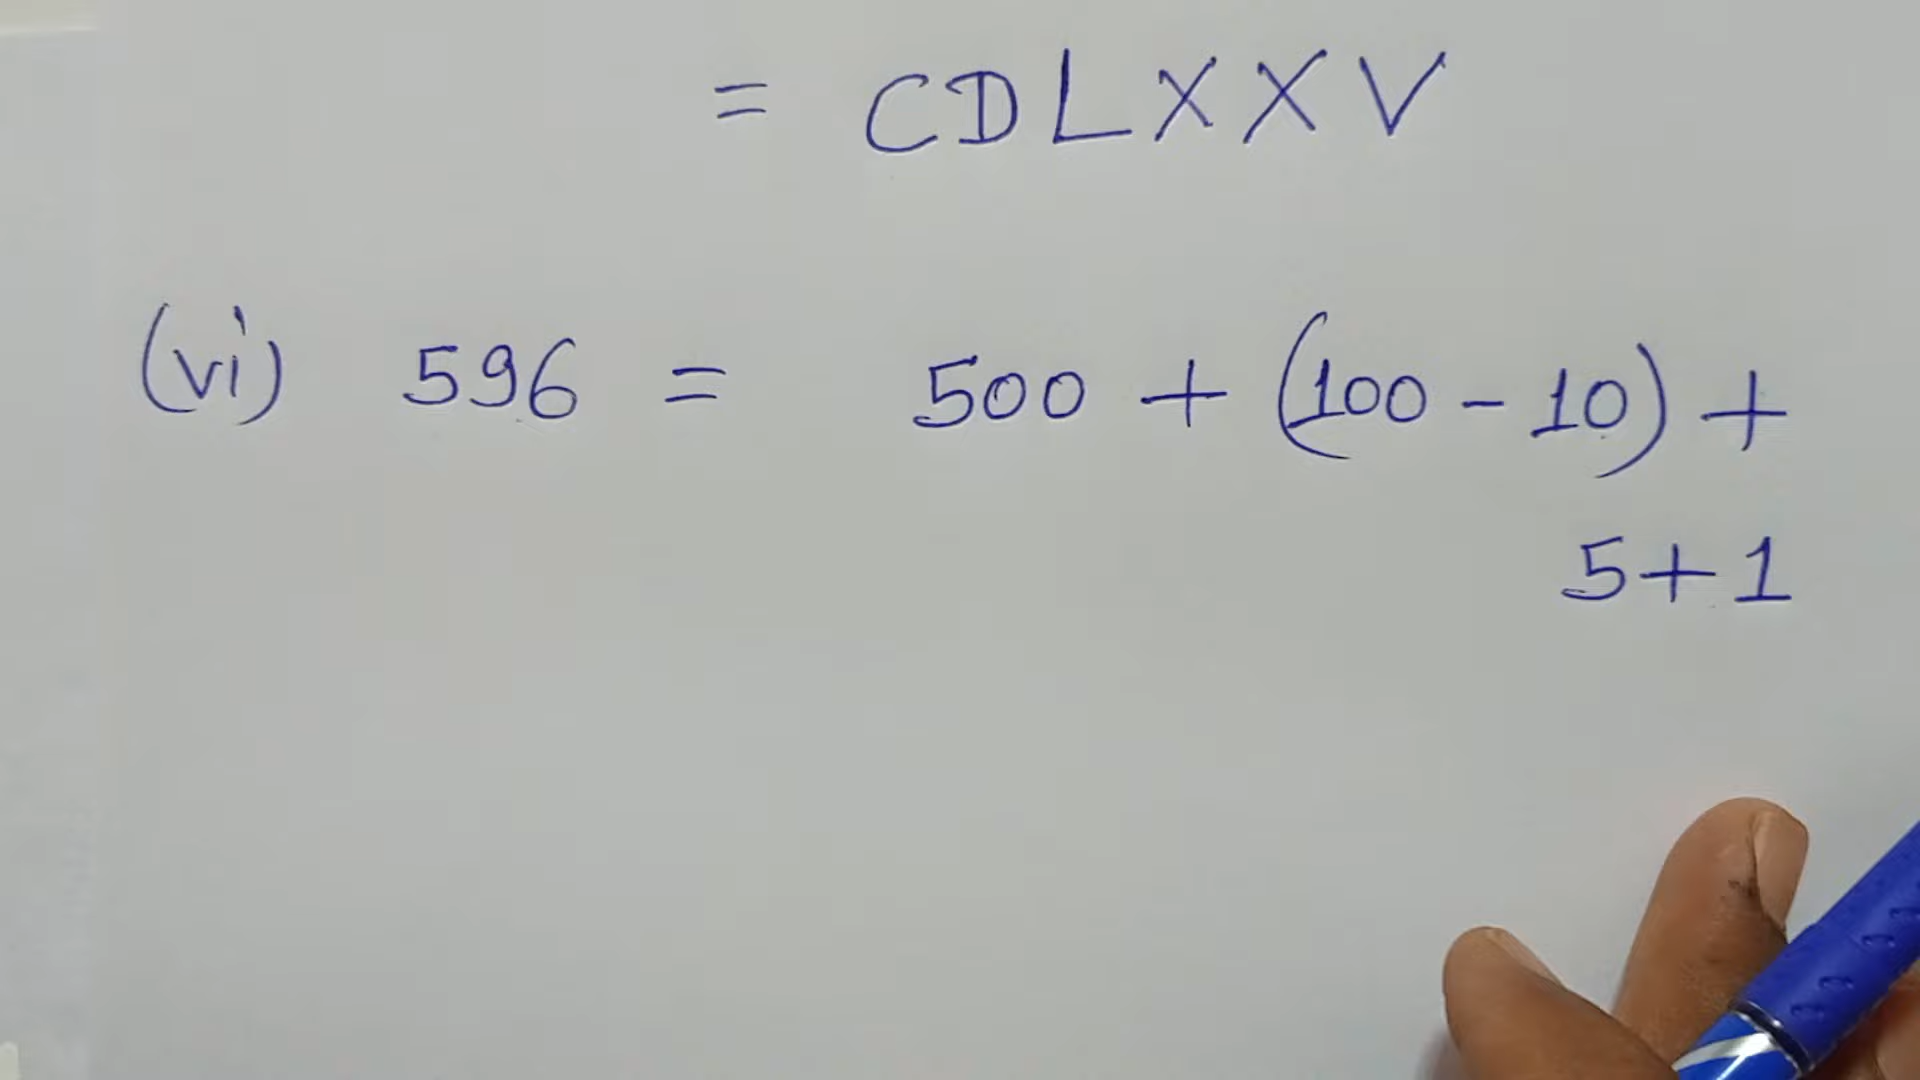 = CDLXXV
(vi) 596 = 500 + (100 - 10) +
5+1